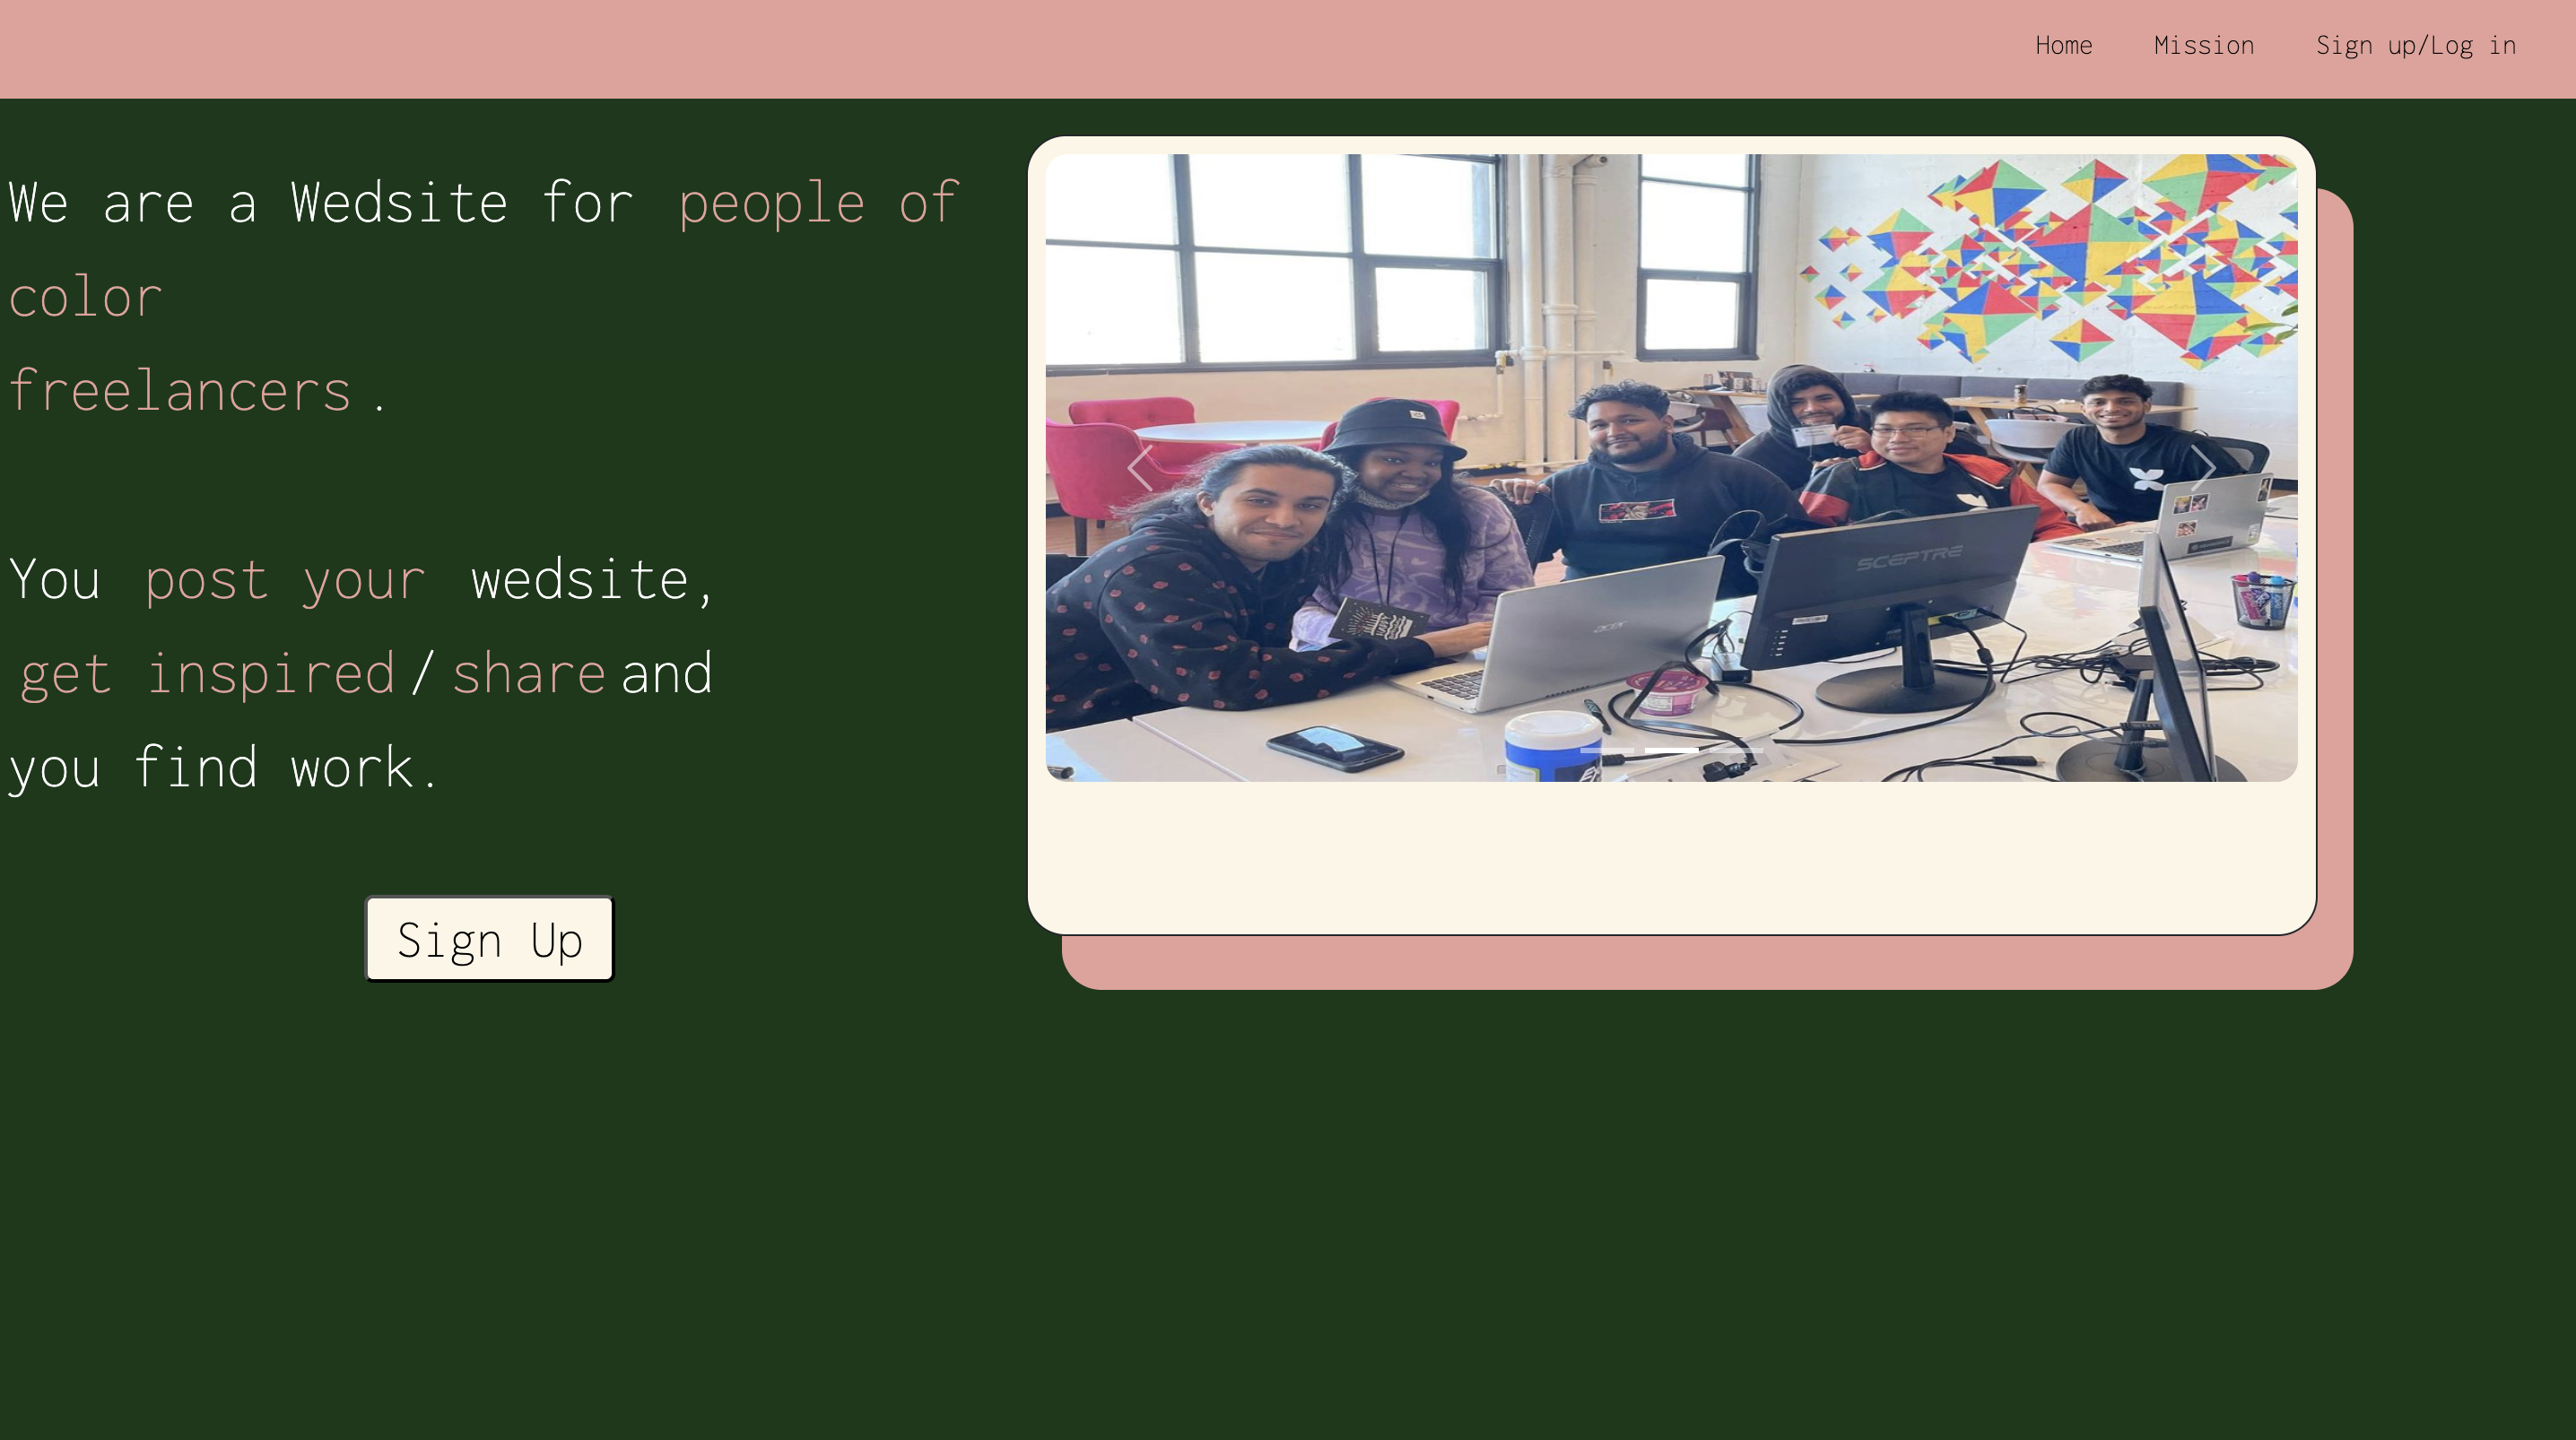 Home Mission Sign up/Log in
We are a Wedsite for people of
color
freelancers .
You post your wedsite,
get inspired / share and
you find work.
Sign Up
SCEPTRE
acer